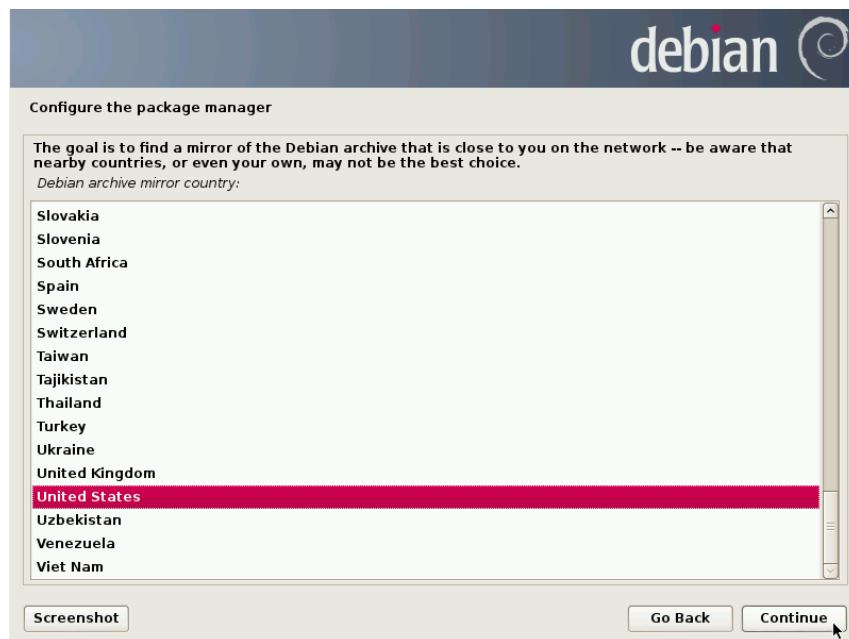 debian
Configure the package manager
The goal is to find a mirror of the Debian archive that is close to you on the network -- be aware that
nearby countries, or even your own, may not be the best choice.
Debian archive mirror country:
Slovakia
Slovenia
South Africa
Spain
Sweden
Switzerland
Taiwan
Tajikistan
Thailand
Turkey
Ukraine
United Kingdom
United States
Uzbekistan
Venezuela
Viet Nam
Screenshot
Go Back
Continue